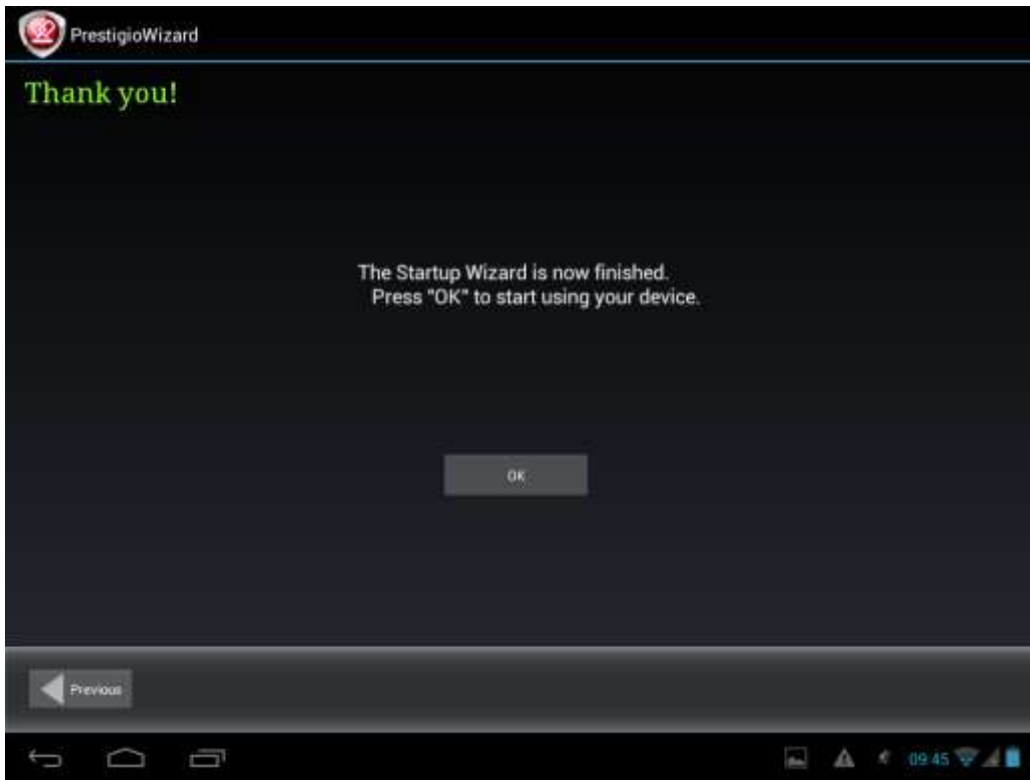 PrestigioWizard
Thank you!
The Startup Wizard is now finished.
Press "OK" to start using your device.
OK
Previous
09:45